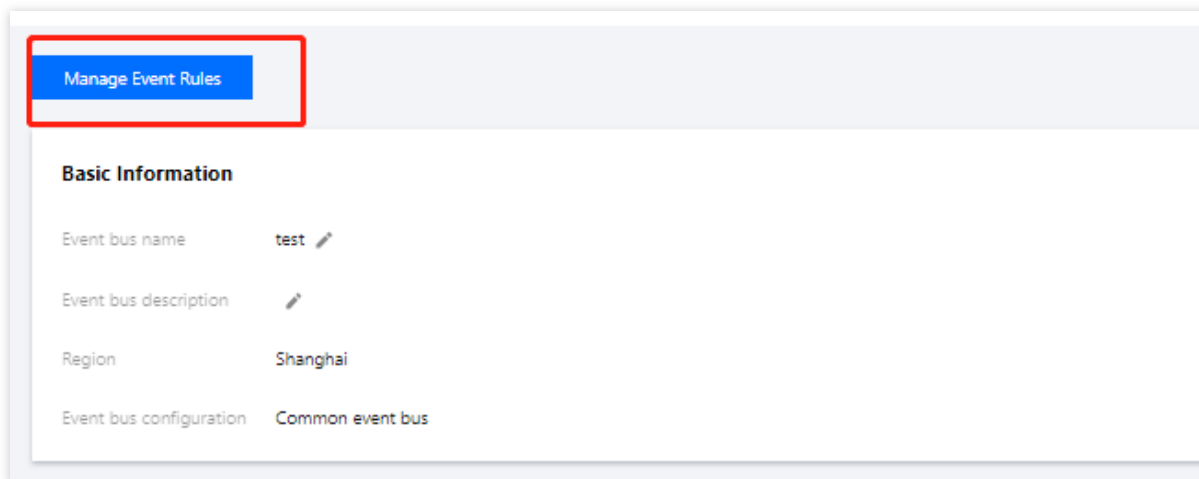 Manage Event Rules
Basic Information
Event bus name test
Event bus description
Region Shanghai
Event bus configuration Common event bus